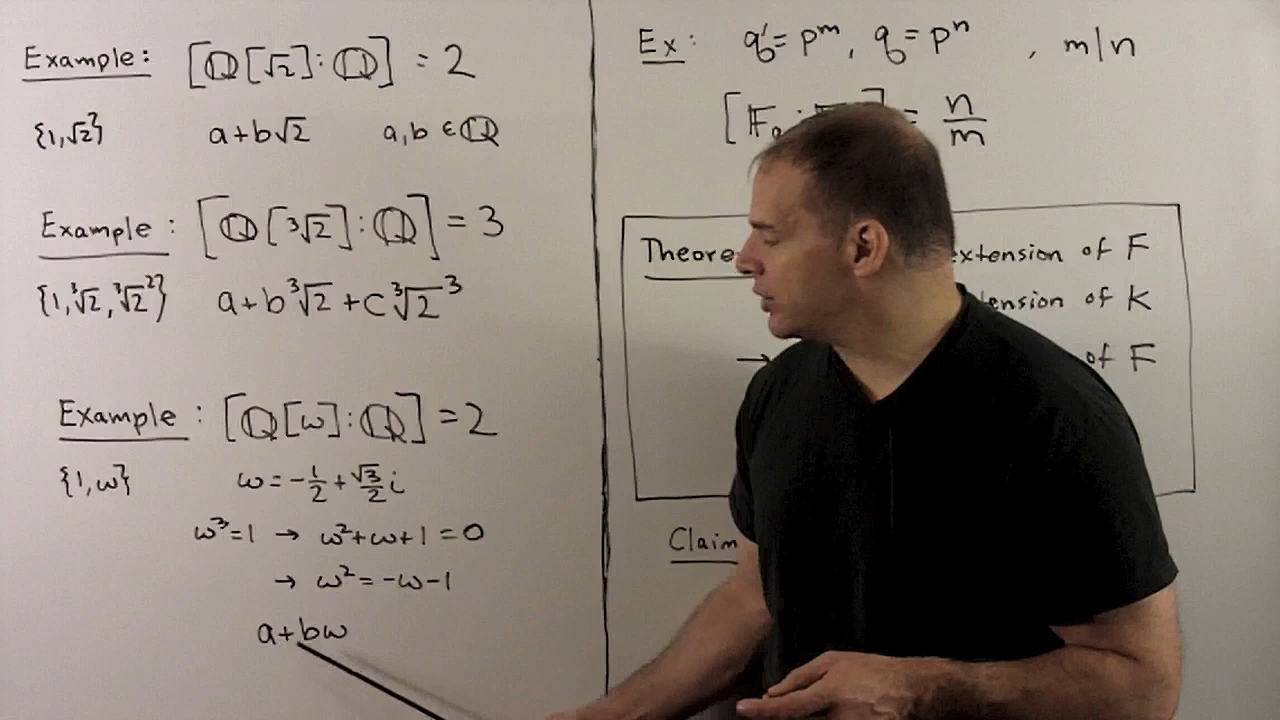 Example: [ℚ[√2]:ℚ] = 2
{1,√2} a+b√2 a,b ∈ℚ
Example: [ℚ[³√2]:ℚ] = 3
{1,³√2,³√2²} a+b³√2+c³√2³
Example: [ℚ[ω]:ℚ] = 2
{1,ω} ω = -1/2 + √3/2 i
ω³=1 → ω²+ω+1=0
→ ω²=-ω-1
a+bω
Ex: q'=pᵐ, q=pⁿ, m|n
[𝔽 : ] = n/m
extension of F
of K
→ of F
Claim